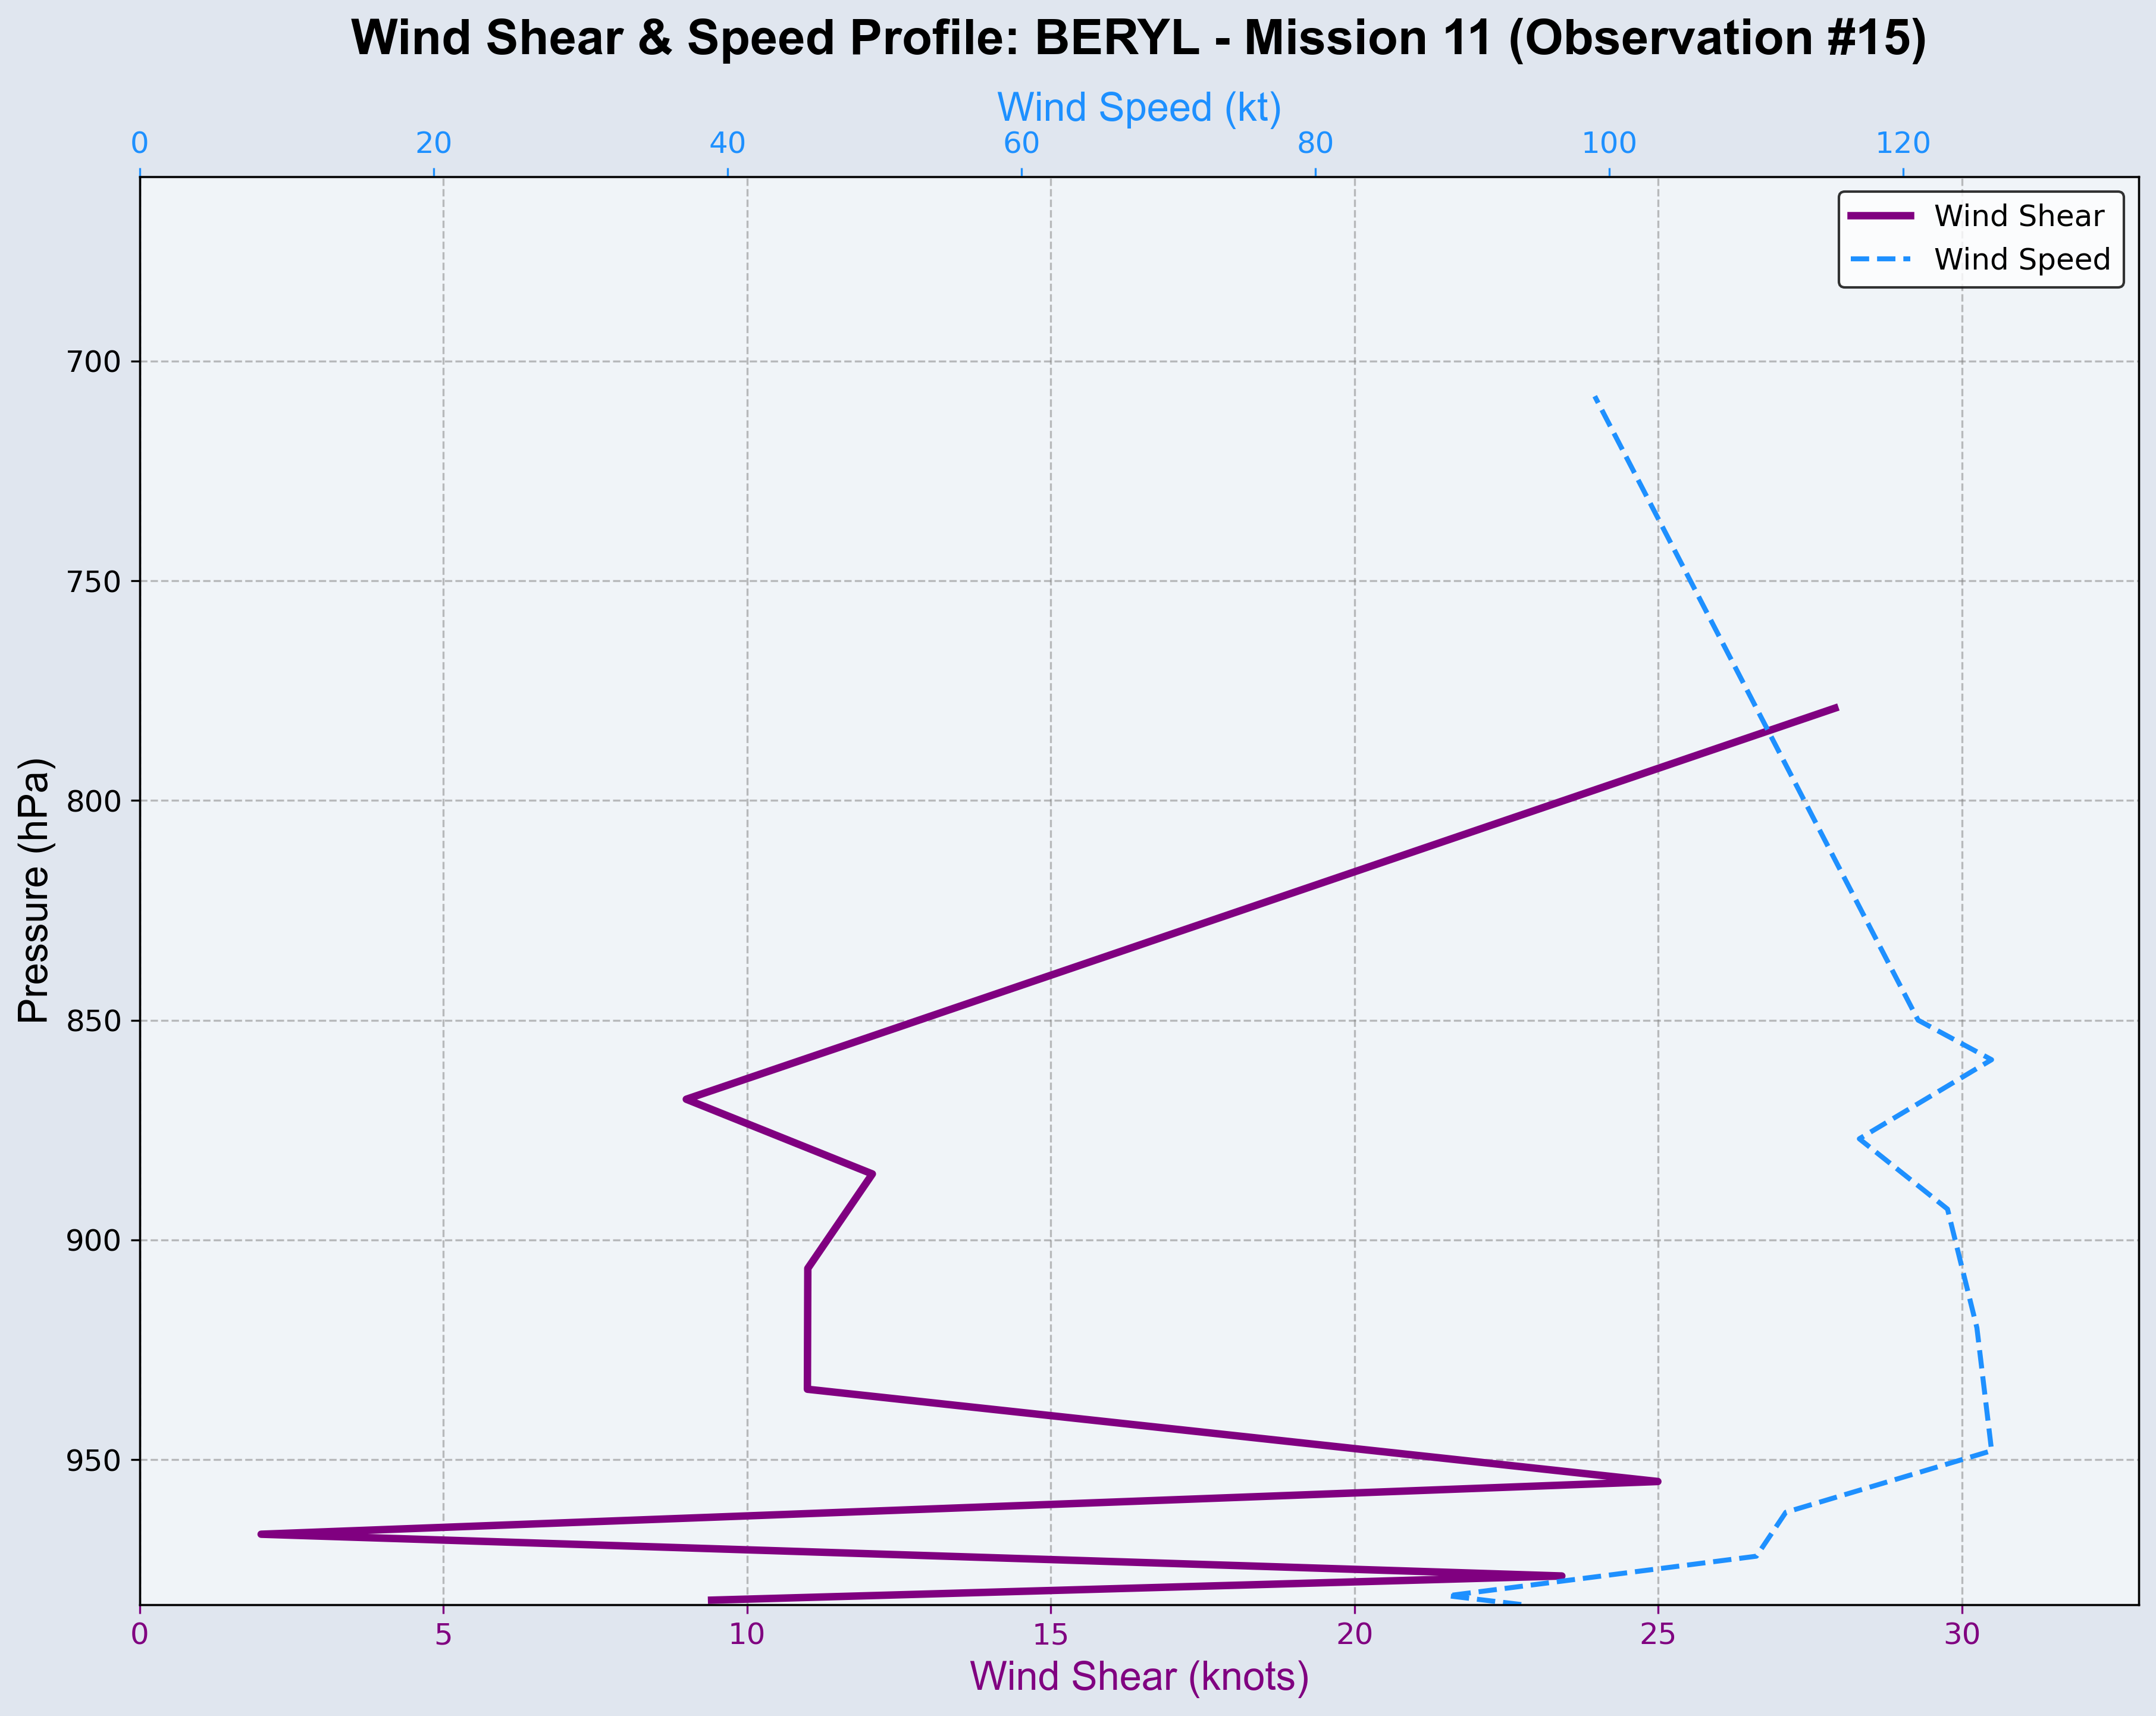 Wind Shear & Speed Profile: BERYL - Mission 11 (Observation #15)
Wind Speed (kt)
0 20 40 60 80 100 120
Wind Shear
Wind Speed
700
750
800
850
900
950
Pressure (hPa)
0 5 10 15 20 25 30
Wind Shear (knots)